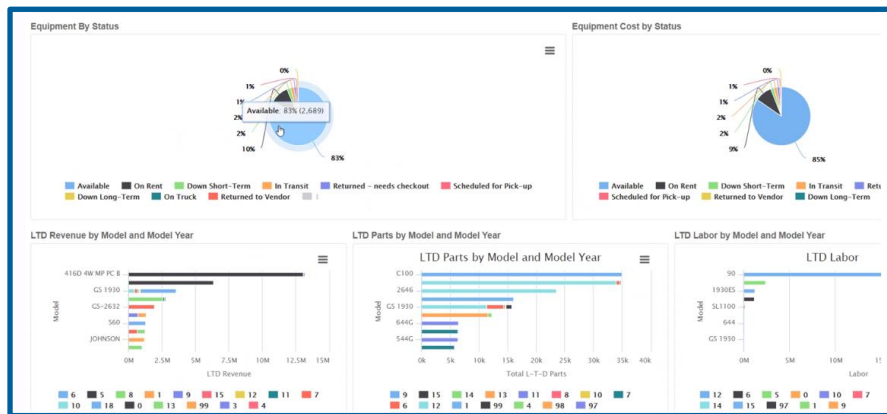 Equipment By Status
0%
1%
1%
2%
2%
10%
83%
Available: 83% (2,689)
Available On Rent Down Short-Term In Transit Returned - needs checkout Scheduled for Pick-up
Down Long-Term On Truck Returned to Vendor
Equipment Cost by Status
0%
1%
1%
2%
2%
9%
85%
Available On Rent Down Short-Term In Transit
Scheduled for Pick-up Returned to Vendor Down Long-Term
LTD Revenue by Model and Model Year
Model
416D 4W MP PC B
GS 1930
GS-2632
S60
JOHNSON
0M 2.5M 5M 7.5M 10M 12.5M 15M
LTD Revenue
6 5 8 1 9 15 12 11 7
10 18 0 13 99 3 4
LTD Parts by Model and Model Year
LTD Parts by Model and Model Year
Model
C100
2646
GS 1930
644G
544G
0k 5k 10k 15k 20k 25k 30k 35k 40k
Total L-T-D Parts
9 15 14 13 11 8 10 7
6 12 1 99 4 98 97
LTD Labor by Model and Model Year
LTD Labor
Model
90
1930ES
SL1100
644
GS 1930
0M 5M 10M
Labor
12 6 5 0 10 7
14 15 97 1 9